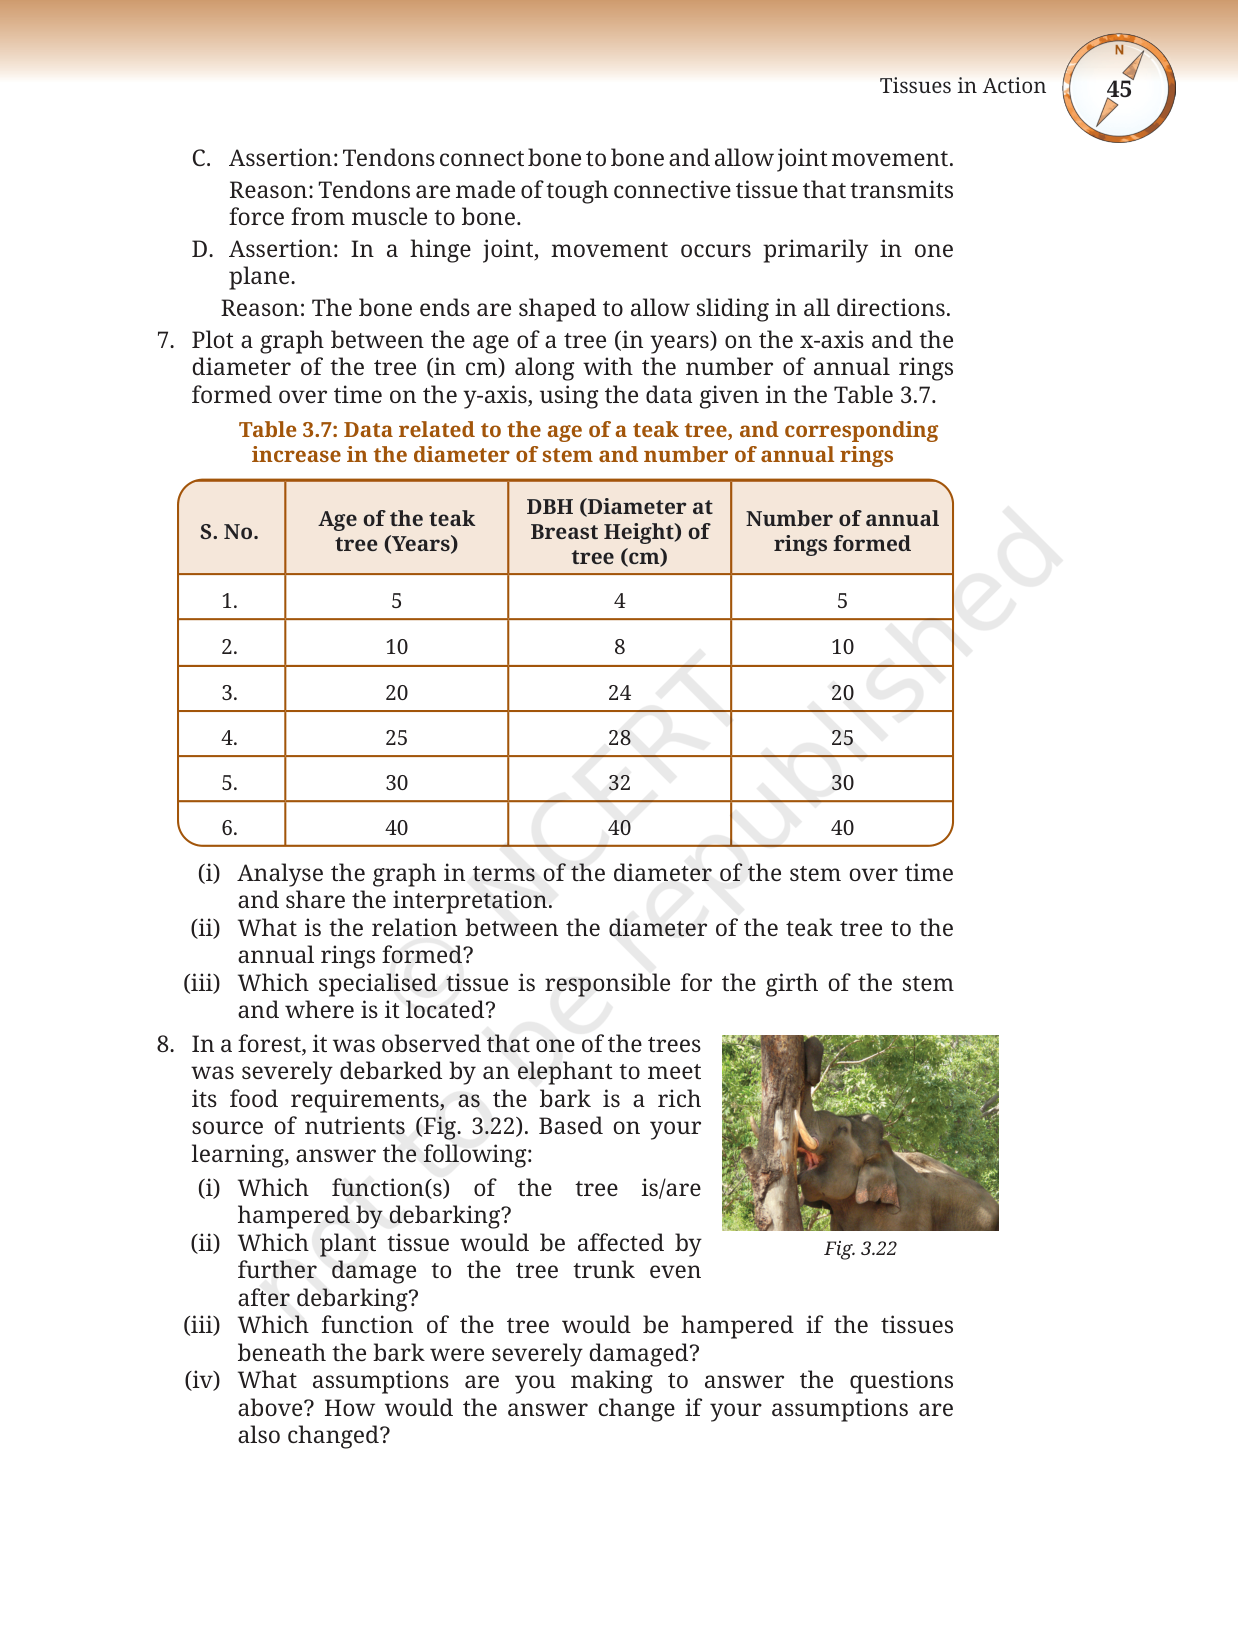 Tissues in Action
N
45
C. Assertion: Tendons connect bone to bone and allow joint movement.
Reason: Tendons are made of tough connective tissue that transmits
force from muscle to bone.
D. Assertion: In a hinge joint, movement occurs primarily in one
plane.
Reason: The bone ends are shaped to allow sliding in all directions.
7. Plot a graph between the age of a tree (in years) on the x-axis and the
diameter of the tree (in cm) along with the number of annual rings
formed over time on the y-axis, using the data given in the Table 3.7.
Table 3.7: Data related to the age of a teak tree, and corresponding
increase in the diameter of stem and number of annual rings
S. No. Age of the teak tree (Years) DBH (Diameter at Breast Height) of tree (cm) Number of annual rings formed
1. 5 4 5
2. 10 8 10
3. 20 24 20
4. 25 28 25
5. 30 32 30
6. 40 40 40
(i) Analyse the graph in terms of the diameter of the stem over time
and share the interpretation.
(ii) What is the relation between the diameter of the teak tree to the
annual rings formed?
(iii) Which specialised tissue is responsible for the girth of the stem
and where is it located?
8. In a forest, it was observed that one of the trees
was severely debarked by an elephant to meet
its food requirements, as the bark is a rich
source of nutrients (Fig. 3.22). Based on your
learning, answer the following:
(i) Which function(s) of the tree is/are
hampered by debarking?
(ii) Which plant tissue would be affected by
further damage to the tree trunk even
after debarking?
Fig. 3.22
(iii) Which function of the tree would be hampered if the tissues
beneath the bark were severely damaged?
(iv) What assumptions are you making to answer the questions
above? How would the answer change if your assumptions are
also changed?
© NCERT
not to be republished